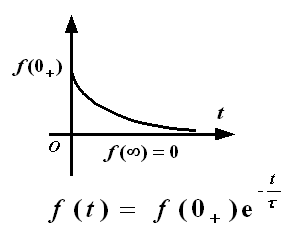 f(0₊)
t
O
f(∞) = 0
f(t) = f(0₊)e^{-t/τ}